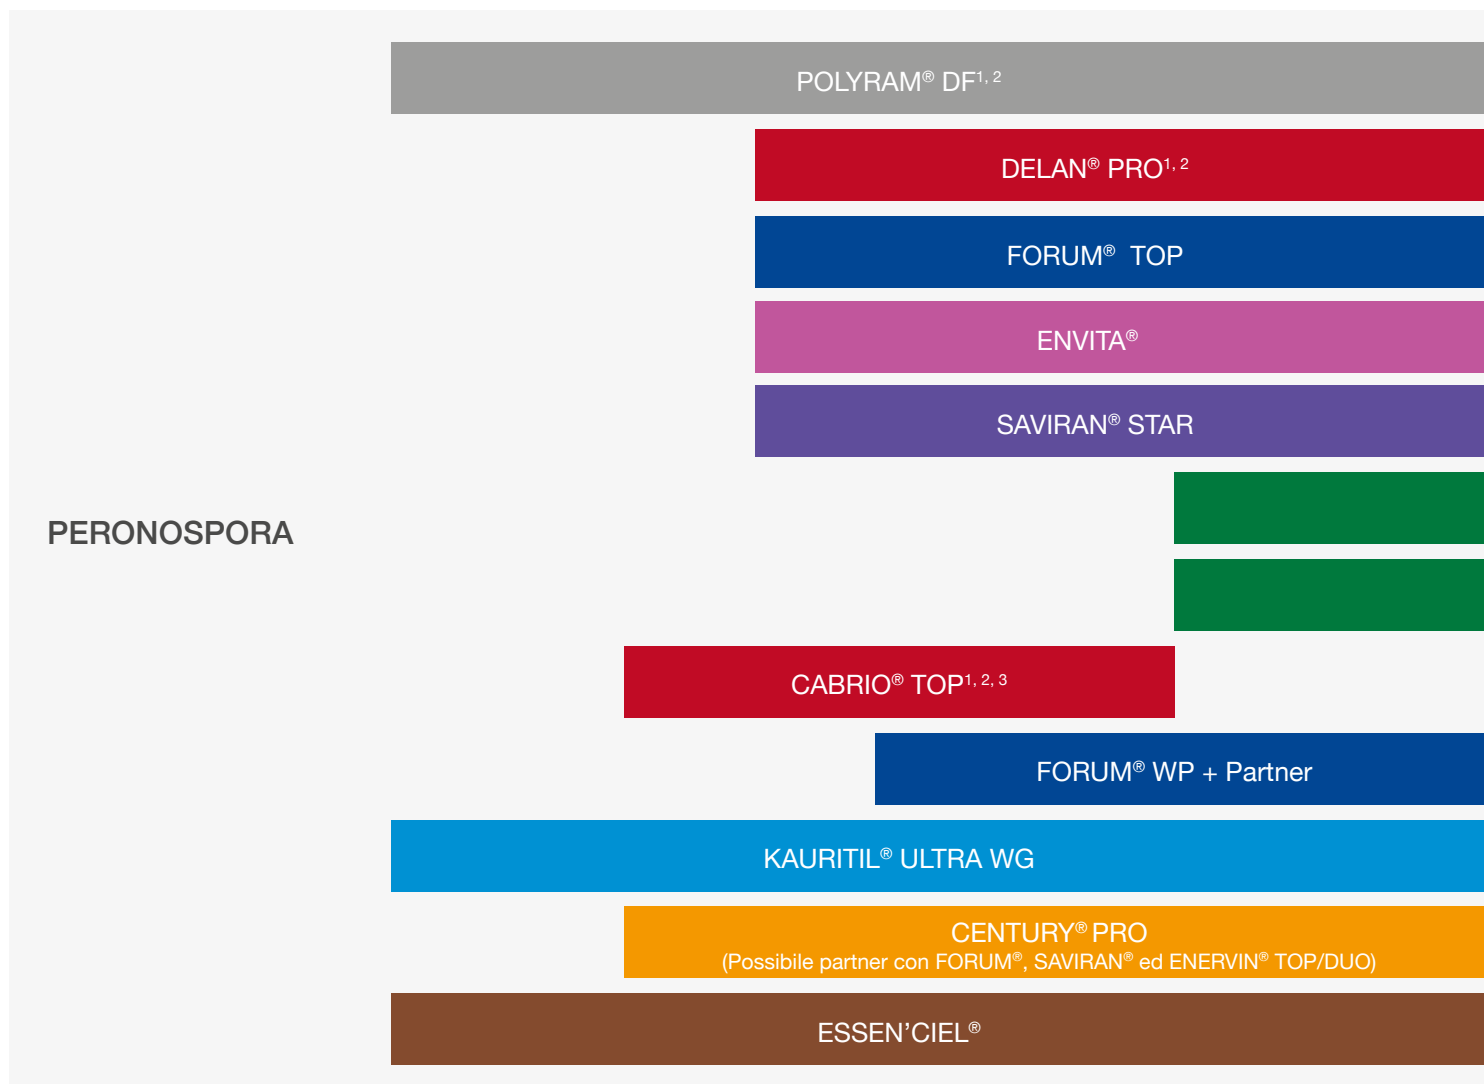 POLYRAM® DF1, 2
DELAN® PRO1, 2
FORUM® TOP
ENVITA®
SAVIRAN® STAR
PERONOSPORA
CABRIO® TOP1, 2, 3
FORUM® WP + Partner
KAURITIL® ULTRA WG
CENTURY® PRO
(Possibile partner con FORUM®, SAVIRAN® ed ENERVIN® TOP/DUO)
ESSEN’CIEL®